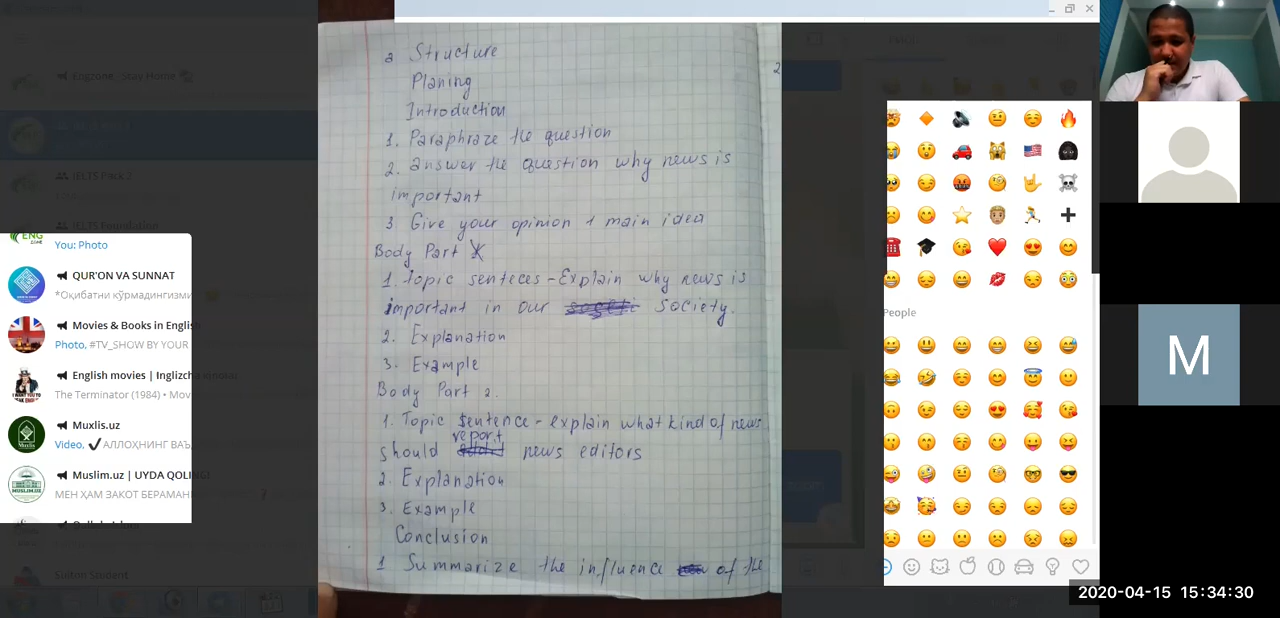 a Structure
Planing
Introduction
1. Paraphraze the question
2. answer the question why news is
important
3 Give your opinion 1 main idea
Body Part
1. Topic senteces - Explain why news is
important in our society.
2. Explanation
3. Example
Body Part 2.
1. Topic sentence - explain what kind of news
report
should news editors
2. Explanation
3. Example
Conclusion
1 Summarize the influence of the
2
Engzone - Stay Home
IELTS Pack 2
IELTS Foundation
You: Photo
QUR'ON VA SUNNAT
*Оқибатни кўрмадингизми
Movies & Books in English
Photo, #TV_SHOW BY YOUR
English movies | Inglizcha
The Terminator (1984) • Mov
Muxlis.uz
Video, ✔АЛЛОҲНИНГ ВАЪ
Muslim.uz | UYDA QOLING!
МЕН ҲАМ ЗАКОТ БЕРАМАН
Sulton Student
People
M
2020-04-15 15:34:30